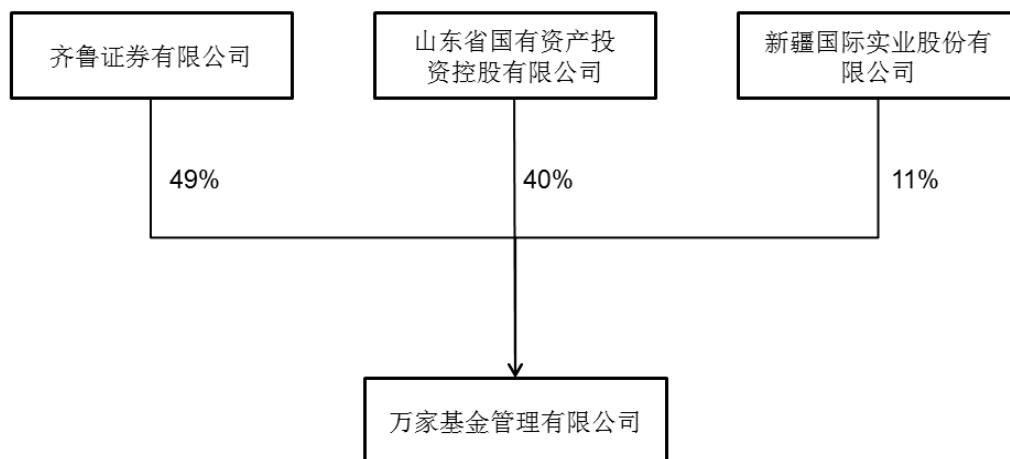 齐鲁证券有限公司
山东省国有资产投
资控股有限公司
新疆国际实业股份有
限公司
49%
40%
11%
万家基金管理有限公司